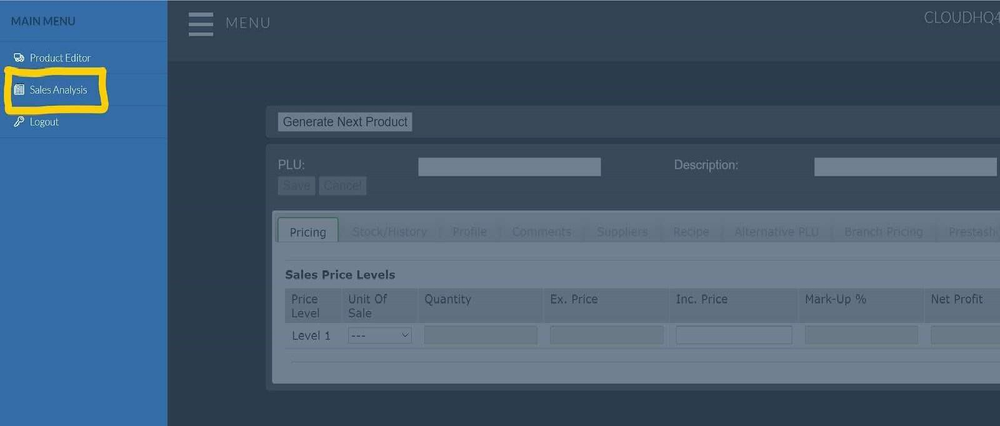 MAIN MENU
MENU
CLOUDHQ4
Product Editor
Sales Analysis
Logout
Generate Next Product
PLU:
Description:
Save Cancel
Pricing Stock/History Profile Comments Suppliers Recipe Alternative PLU Branch Pricing Prestash
Sales Price Levels
Price Level Unit Of Sale Quantity Ex. Price Inc. Price Mark-Up % Net Profit
Level 1 ---